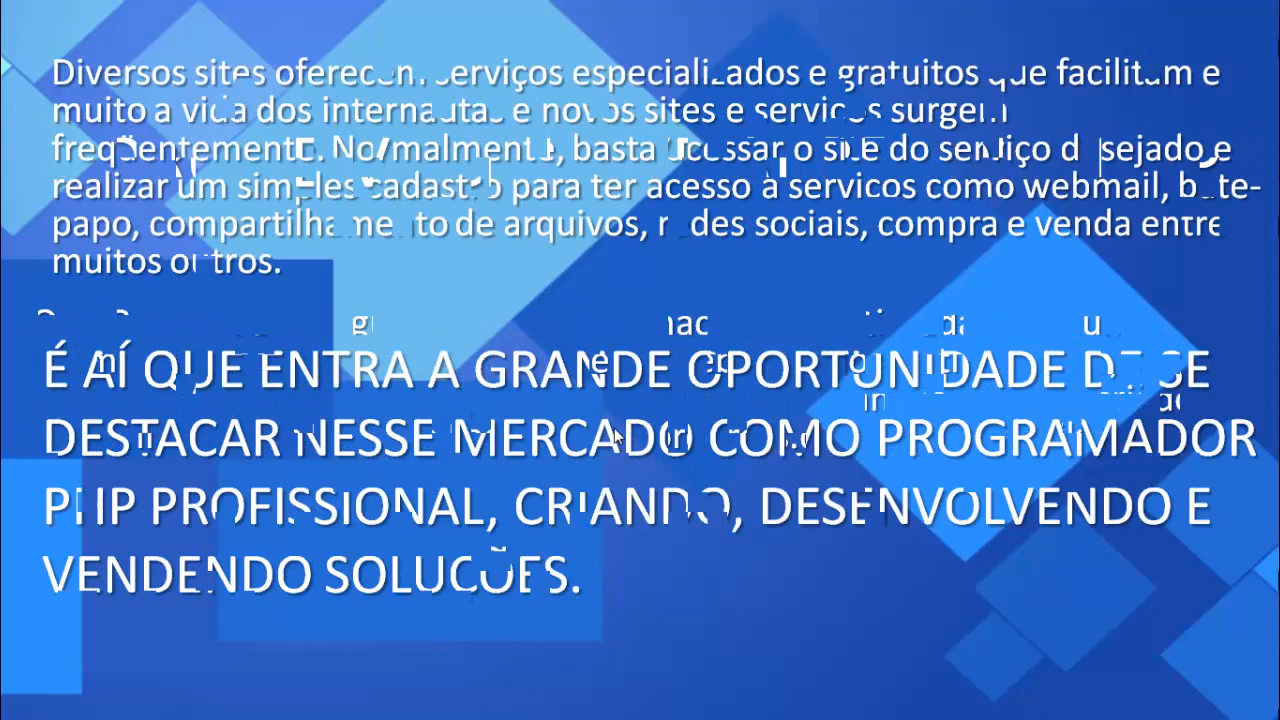 Diversos sites oferecem serviços especializados e gratuitos que facilitam e
muito a vida dos internautas e novos sites e serviços surgem
frequentemente. Normalmente, basta acessar o site do serviço desejado e
realizar um simples cadastro para ter acesso à serviços como webmail, bate-
papo, compartilhamento de arquivos, redes sociais, compra e venda entre
muitos outros.
É AÍ QUE ENTRA A GRANDE OPORTUNIDADE DE SE
DESTACAR NESSE MERCADO COMO PROGRAMADOR
PHP PROFISSIONAL, CRIANDO, DESENVOLVENDO E
VENDENDO SOLUÇÕES.